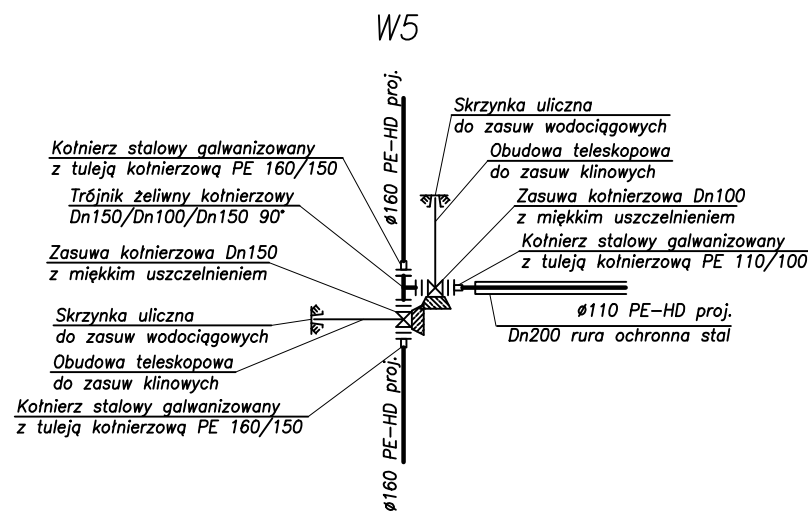 W5
Kołnierz stalowy galwanizowany
z tuleją kołnierzową PE 160/150
Trójnik żeliwny kołnierzowy
Dn150/Dn100/Dn150 90°
Zasuwa kołnierzowa Dn150
z miękkim uszczelnieniem
Skrzynka uliczna
do zasuw wodociągowych
Obudowa teleskopowa
do zasuw klinowych
Kołnierz stalowy galwanizowany
z tuleją kołnierzową PE 160/150
ø160 PE-HD proj.
ø160 PE-HD proj.
Skrzynka uliczna
do zasuw wodociągowych
Obudowa teleskopowa
do zasuw klinowych
Zasuwa kołnierzowa Dn100
z miękkim uszczelnieniem
Kołnierz stalowy galwanizowany
z tuleją kołnierzową PE 110/100
ø110 PE-HD proj.
Dn200 rura ochronna stal